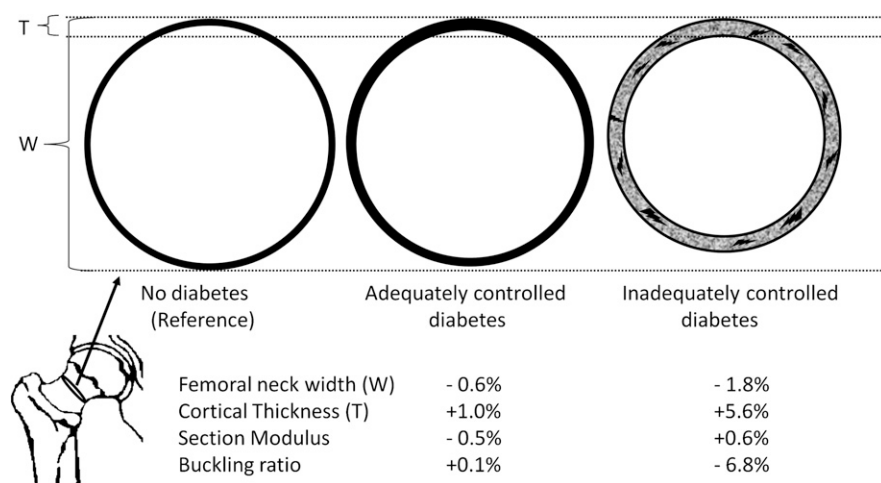 T
W
No diabetes
(Reference)
Adequately controlled
diabetes
Inadequately controlled
diabetes
Femoral neck width (W) - 0.6% - 1.8%
Cortical Thickness (T) +1.0% +5.6%
Section Modulus - 0.5% +0.6%
Buckling ratio +0.1% - 6.8%